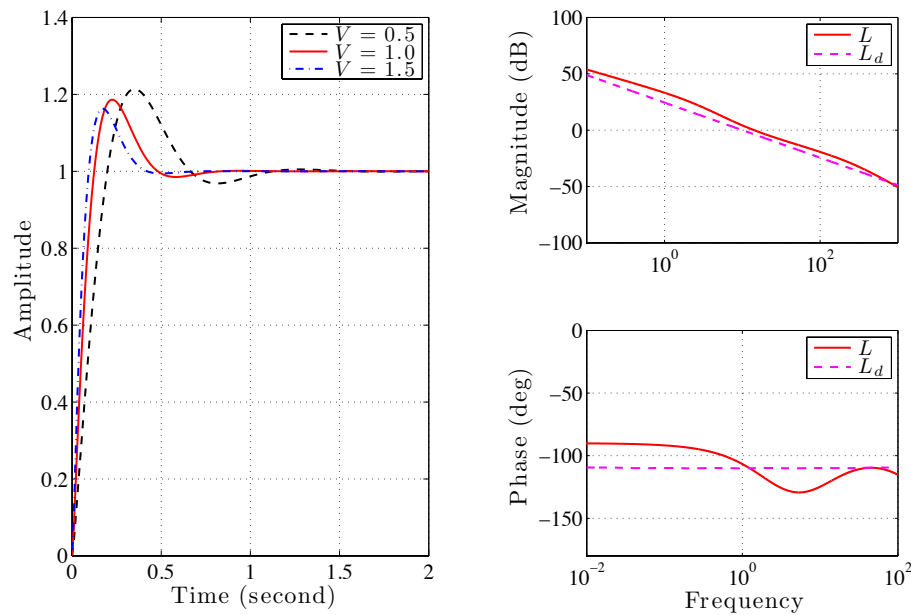 1.4
1.2
1
0.8
0.6
0.4
0.2
0
0
0.5
1
1.5
2
Amplitude
Time (second)
V = 0.5
V = 1.0
V = 1.5
100
50
0
−50
−100
10^0
10^2
Magnitude (dB)
L
L_d
0
−50
−100
−150
10^−2
10^0
10^2
Phase (deg)
Frequency
L
L_d